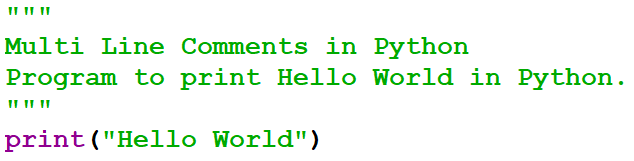 """
Multi Line Comments in Python
Program to print Hello World in Python.
"""
print("Hello World")